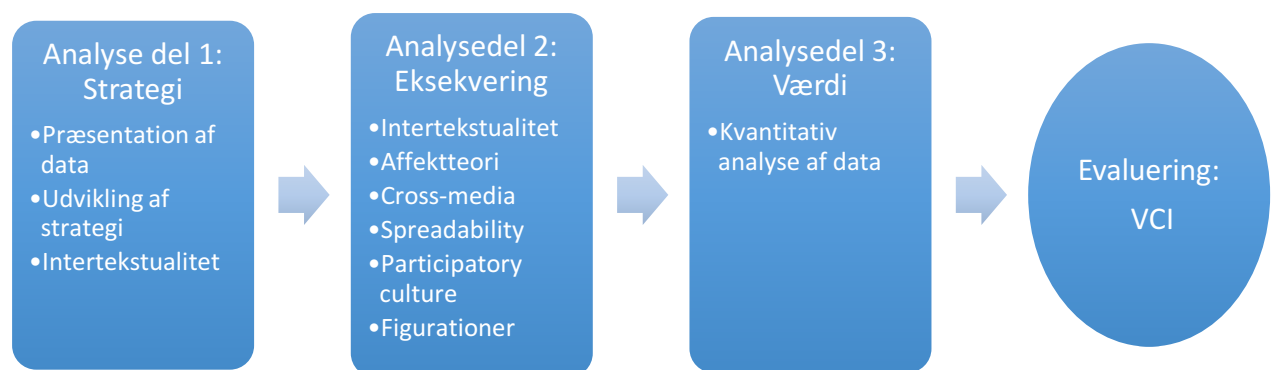 Analyse del 1:
Strategi
•Præsentation af
data
•Udvikling af
strategi
•Intertekstualitet
Analysedel 2:
Eksekvering
•Intertekstualitet
•Affektteori
•Cross-media
•Spreadability
•Participatory
culture
•Figurationer
Analysedel 3:
Værdi
•Kvantitativ
analyse af data
Evaluering:
VCI